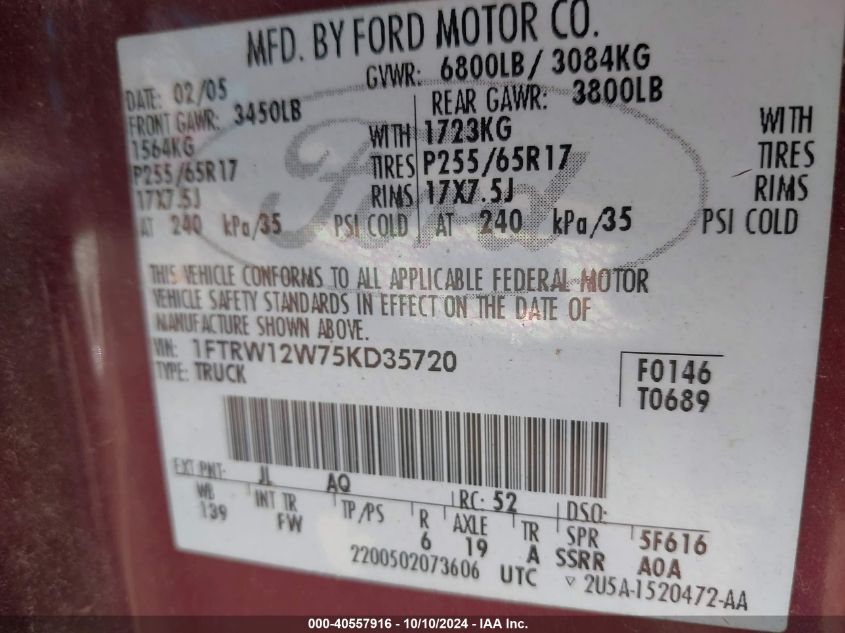 MFD. BY FORD MOTOR CO.
DATE: 02/05 GVWR: 6800LB/ 3084KG
FRONT GAWR: 3450LB REAR GAWR: 3800LB
1564KG WITH 1723KG WITH
P255/65R17 TIRES P255/65R17 TIRES
17X7.5J RIMS 17X7.5J RIMS
AT 240 kPa/35 PSI COLD AT 240 kPa/35 PSI COLD
Ford
THIS VEHICLE CONFORMS TO ALL APPLICABLE FEDERAL MOTOR
VEHICLE SAFETY STANDARDS IN EFFECT ON THE DATE OF
MANUFACTURE SHOWN ABOVE.
VIN: 1FTRW12W75KD35720
TYPE: TRUCK
F0146
T0689
EXT PNT: JL AQ RC: 52 DSO:
WB INT TR TP/PS R AXLE TR SPR 5F616
139 FW 6 19 A SSRR A0A
2200502073606 UTC ▽ 2U5A-1520472-AA
000-40557916 - 10/10/2024 - IAA Inc.